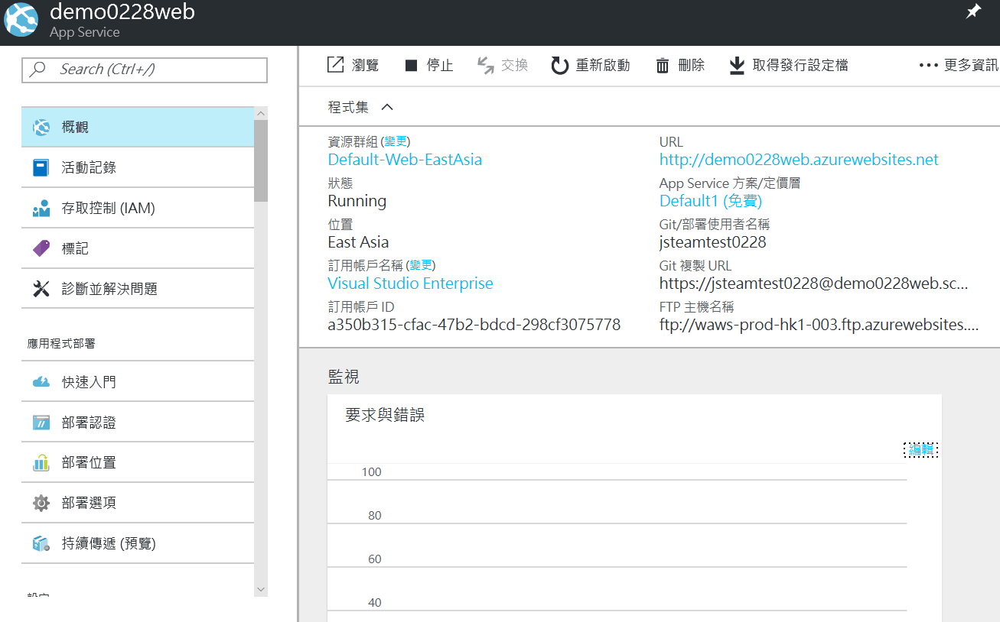 demo0228web
App Service
Search (Ctrl+/)
概觀
活動記錄
存取控制 (IAM)
標記
診斷並解決問題
應用程式部署
快速入門
部署認證
部署位置
部署選項
持續傳遞 (預覽)
瀏覽
停止
交換
重新啟動
刪除
取得發行設定檔
更多資訊
程式集
資源群組 (變更)
Default-Web-EastAsia
狀態
Running
位置
East Asia
訂用帳戶名稱 (變更)
Visual Studio Enterprise
訂用帳戶 ID
a350b315-cfac-47b2-bdcd-298cf3075778
URL
http://demo0228web.azurewebsites.net
App Service 方案/定價層
Default1 (免費)
Git/部署使用者名稱
jsteamtest0228
Git 複製 URL
https://jsteamtest0228@demo0228web.sc...
FTP 主機名稱
ftp://waws-prod-hk1-003.ftp.azurewebsites....
監視
要求與錯誤
編輯
100
80
60
40